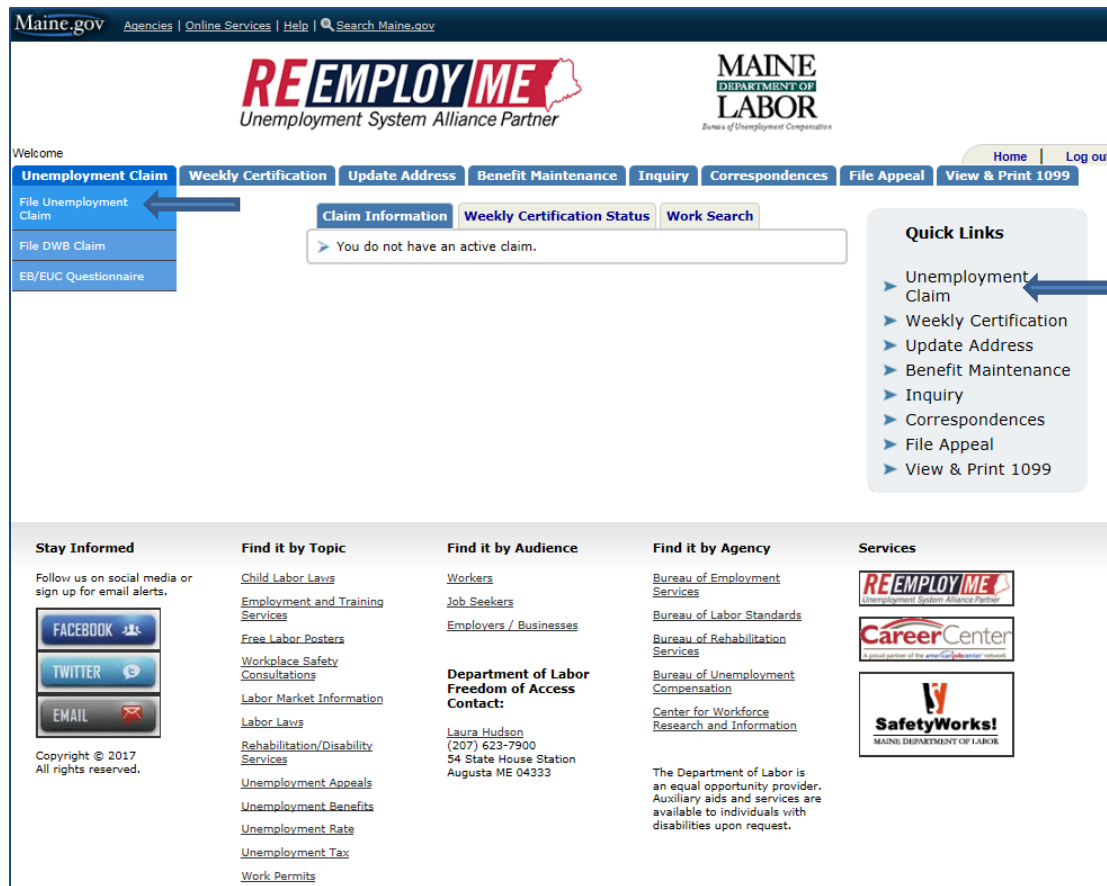 Maine.gov Agencies | Online Services | Help | Search Maine.gov
REEMPLOYME
Unemployment System Alliance Partner
MAINE
DEPARTMENT OF
LABOR
Bureau of Unemployment Compensation
Welcome
Home | Log out
Unemployment Claim Weekly Certification Update Address Benefit Maintenance Inquiry Correspondences File Appeal View & Print 1099
File Unemployment
Claim
File DWB Claim
EB/EUC Questionnaire
Claim Information Weekly Certification Status Work Search
You do not have an active claim.
Quick Links
Unemployment
Claim
Weekly Certification
Update Address
Benefit Maintenance
Inquiry
Correspondences
File Appeal
View & Print 1099
Stay Informed
Follow us on social media or
sign up for email alerts.
FACEBOOK
TWITTER
EMAIL
Copyright © 2017
All rights reserved.
Find it by Topic
Child Labor Laws
Employment and Training
Services
Free Labor Posters
Workplace Safety
Consultations
Labor Market Information
Labor Laws
Rehabilitation/Disability
Services
Unemployment Appeals
Unemployment Benefits
Unemployment Rate
Unemployment Tax
Work Permits
Find it by Audience
Workers
Job Seekers
Employers / Businesses
Department of Labor
Freedom of Access
Contact:
Laura Hudson
(207) 623-7900
54 State House Station
Augusta ME 04333
Find it by Agency
Bureau of Employment
Services
Bureau of Labor Standards
Bureau of Rehabilitation
Services
Bureau of Unemployment
Compensation
Center for Workforce
Research and Information
The Department of Labor is
an equal opportunity provider.
Auxiliary aids and services are
available to individuals with
disabilities upon request.
Services
REEMPLOYME
Unemployment System Alliance Partner
CareerCenter
A proud partner of the americanjobcenter network
SafetyWorks!
MAINE DEPARTMENT OF LABOR